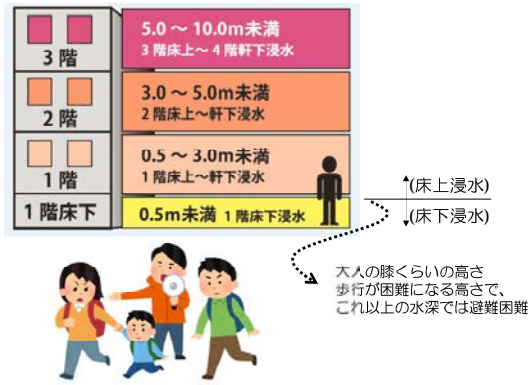 5.0 ～ 10.0m未満
3 階床上～ 4 階軒下浸水
3 階
3.0 ～ 5.0m未満
2 階床上～軒下浸水
2 階
0.5 ～ 3.0m未満
1 階床上～軒下浸水
1 階
1 階床下
0.5m未満 1 階床下浸水
(床上浸水)
(床下浸水)
大人の膝くらいの高さ
歩行が困難になる高さで、
これ以上の水深では避難困難